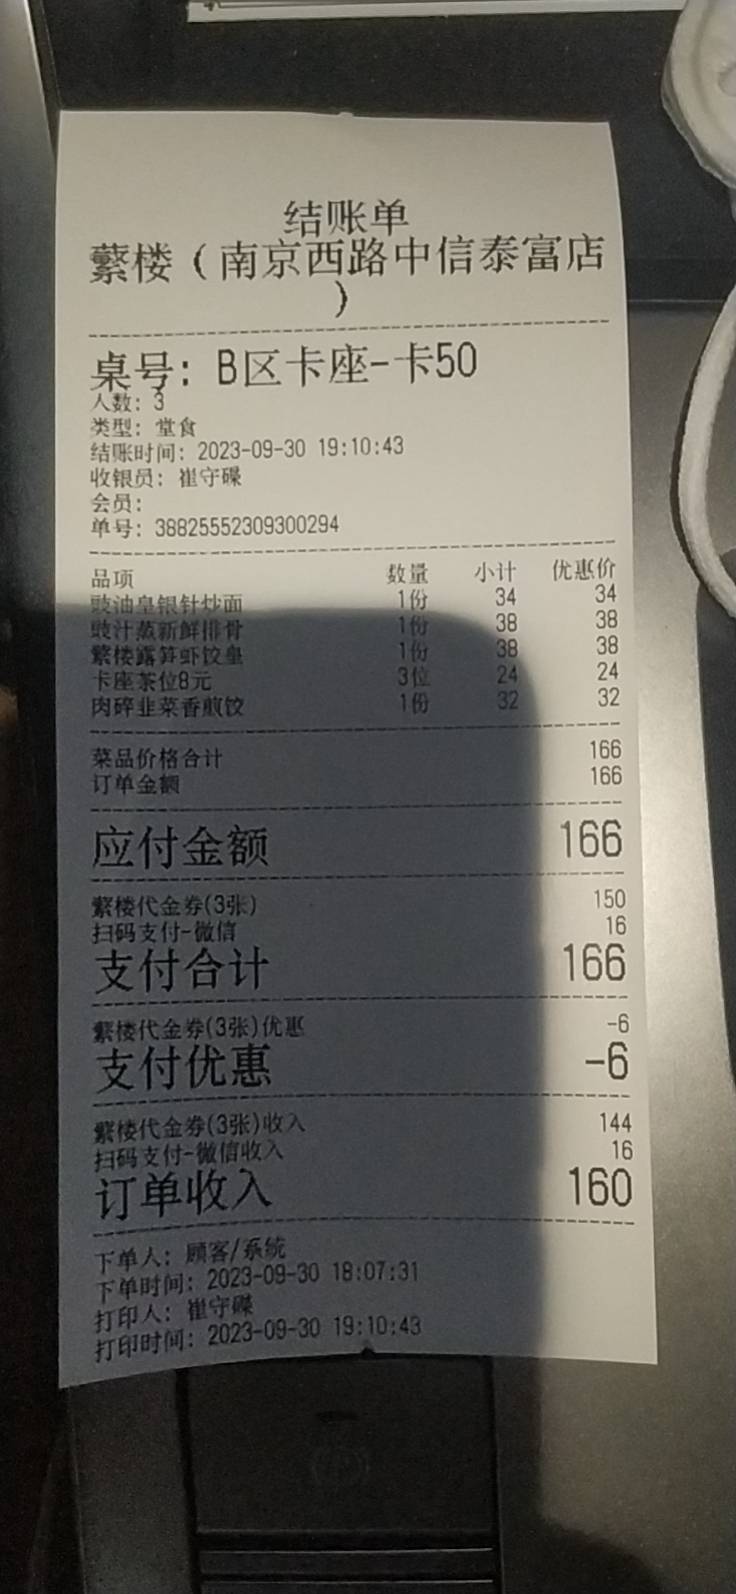 结账单
蘩楼（南京西路中信泰富店
）
桌号: B区卡座-卡50
人数: 3
类型: 堂食
结账时间: 2023-09-30 19:10:43
收银员: 崔守碟
会员:
单号: 38825552309300294
品项 数量 小计 优惠价
豉油皇银针炒面 1份 34 34
豉汁蒸新鲜排骨 1份 38 38
蘩楼露笋虾饺皇 1份 38 38
卡座茶位8元 3位 24 24
肉碎韭菜香煎饺 1份 32 32
菜品价格合计 166
订单金额 166
应付金额 166
蘩楼代金券(3张) 150
扫码支付-微信 16
支付合计 166
蘩楼代金券(3张)优惠 -6
支付优惠 -6
蘩楼代金券(3张)收入 144
扫码支付-微信收入 16
订单收入 160
下单人: 顾客/系统
下单时间: 2023-09-30 18:07:31
打印人: 崔守碟
打印时间: 2023-09-30 19:10:43